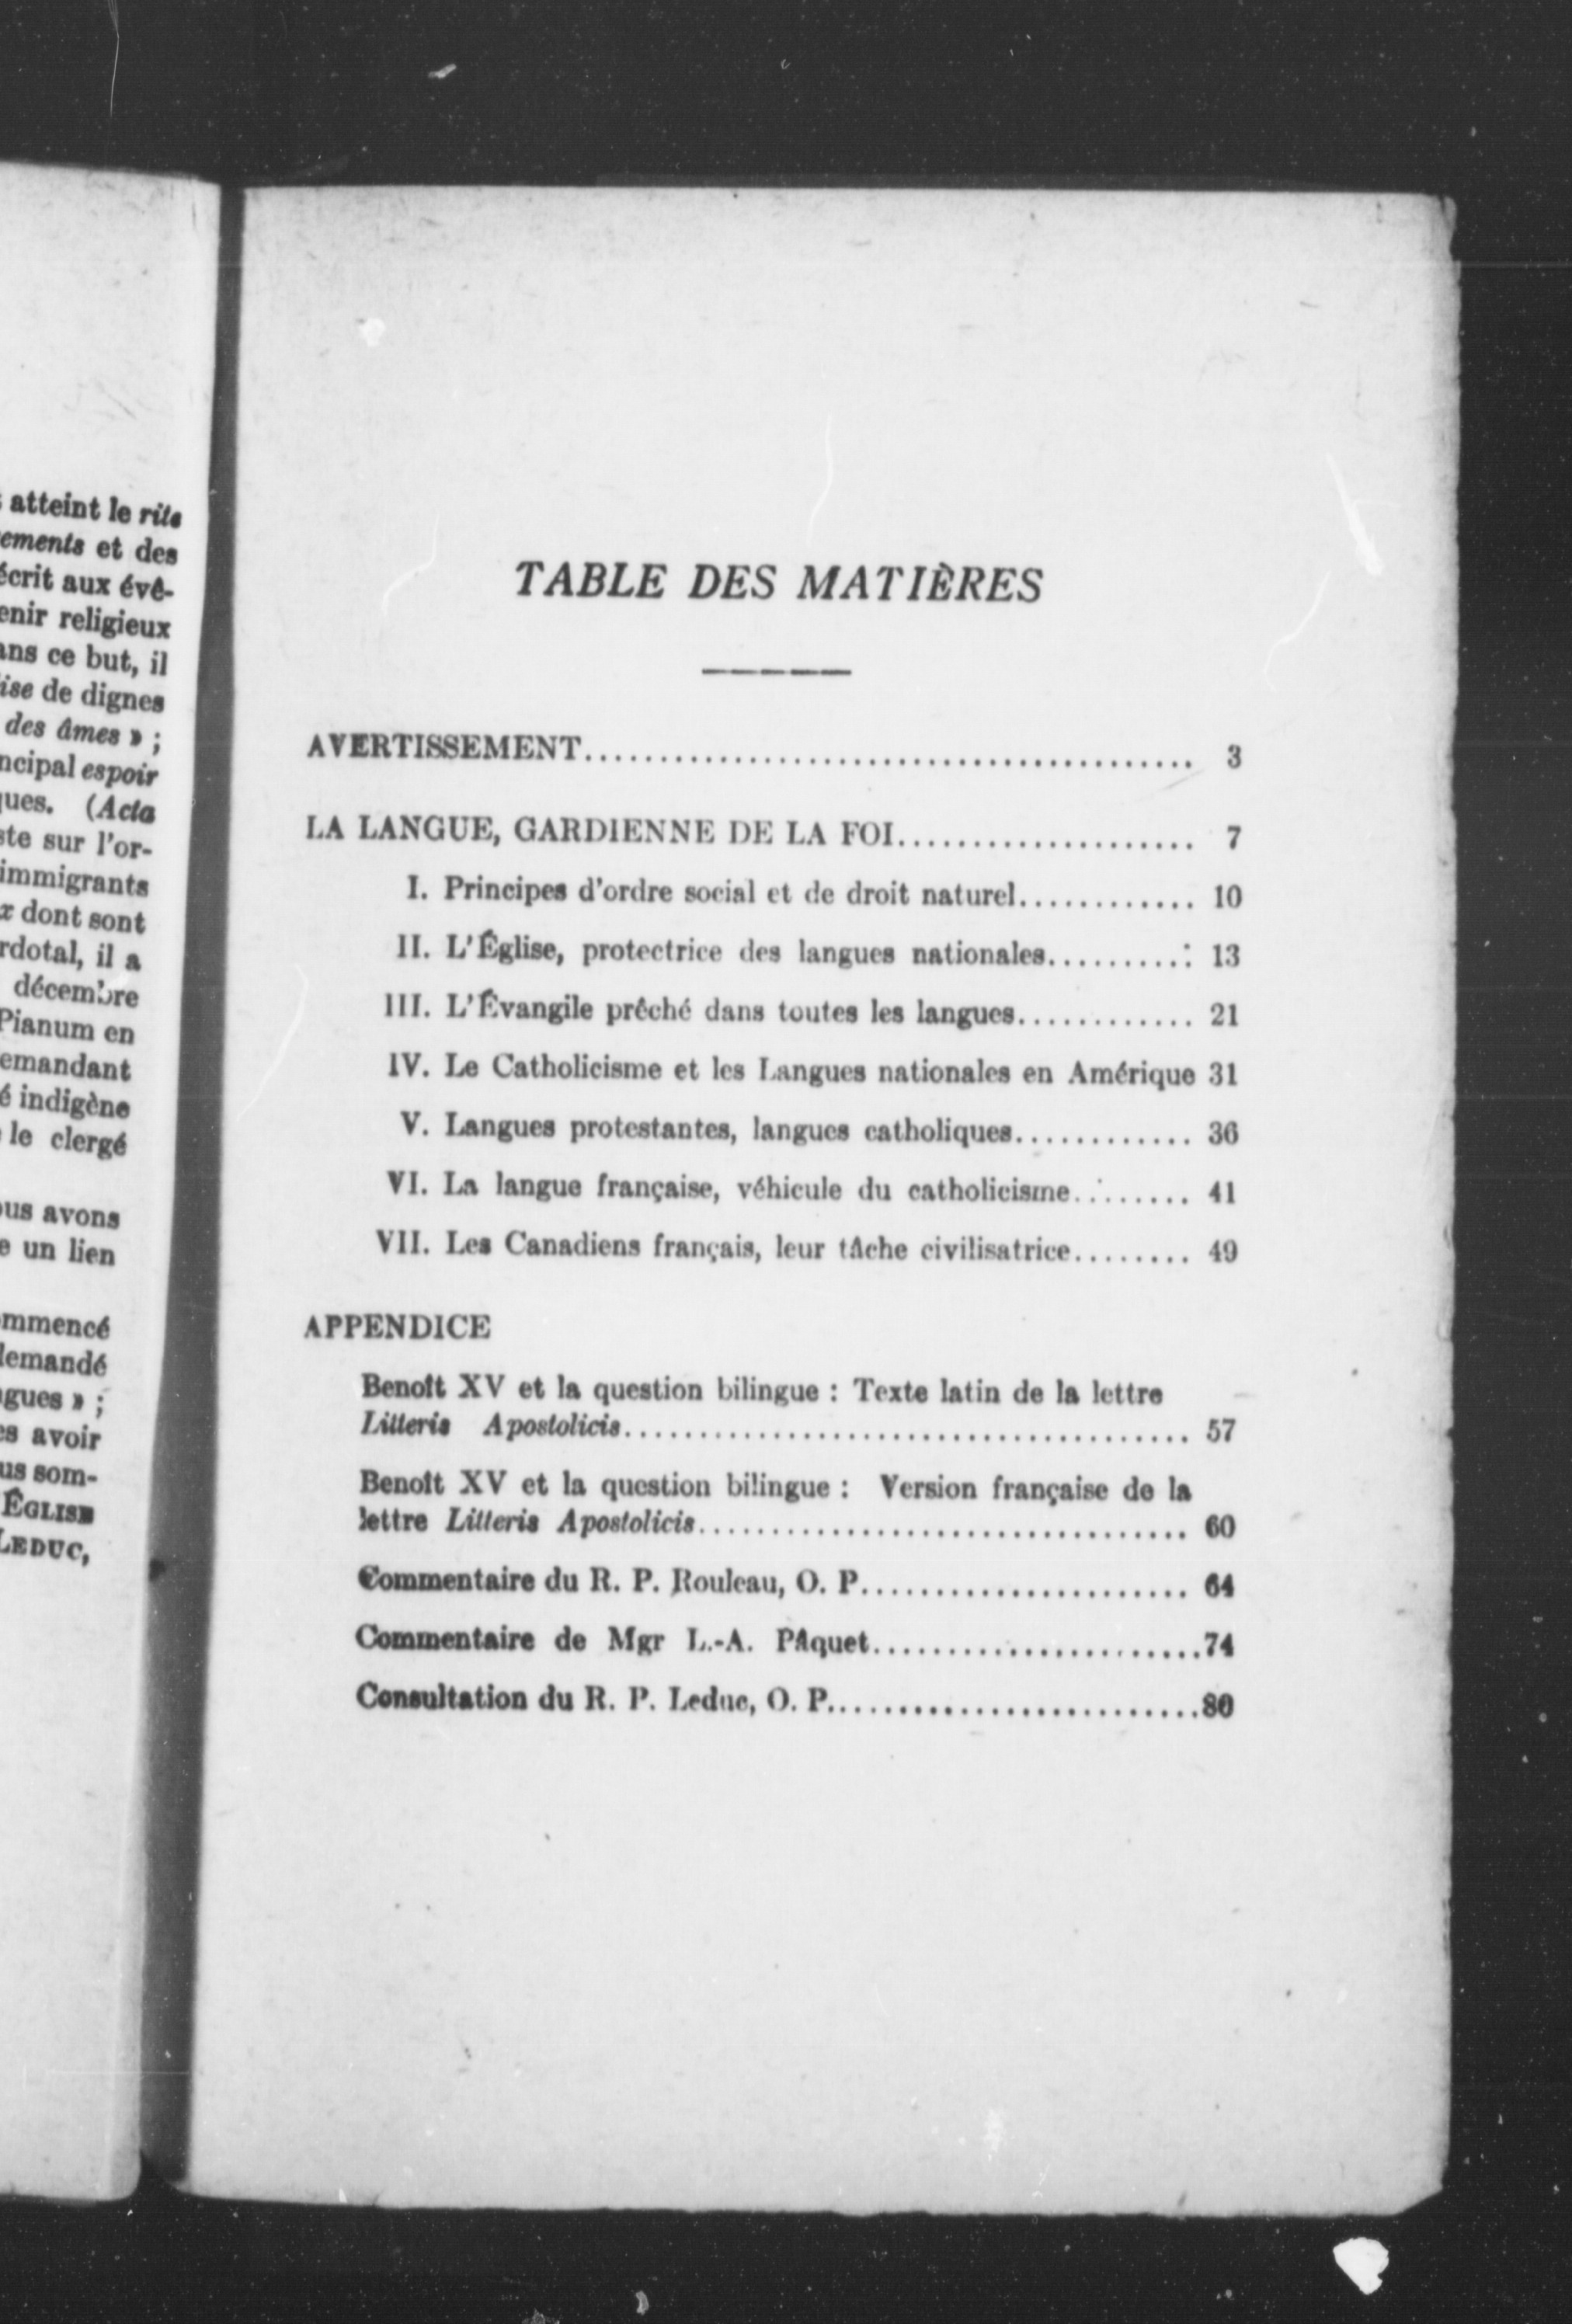 atteint le rite
ements et des
écrit aux évê-
enir religieux
ans ce but, il
ise de dignes
des âmes » ;
ncipal espoir
ques. (Acta
ste sur l'or-
immigrants
x dont sont
rdotal, il a
décembre
Pianum en
emandant
é indigène
le clergé
ous avons
e un lien
ommencé
demandé
gues » ;
es avoir
us som-
ÉGLISE
LEDUC,
TABLE DES MATIÈRES
AVERTISSEMENT............................................ 3
LA LANGUE, GARDIENNE DE LA FOI..................... 7
I. Principes d'ordre social et de droit naturel............ 10
II. L'Église, protectrice des langues nationales.......... 13
III. L'Évangile prêché dans toutes les langues............ 21
IV. Le Catholicisme et les Langues nationales en Amérique 31
V. Langues protestantes, langues catholiques............ 36
VI. La langue française, véhicule du catholicisme........ 41
VII. Les Canadiens français, leur tâche civilisatrice........ 49
APPENDICE
Benoît XV et la question bilingue : Texte latin de la lettre
Litteris Apostolicis....................................... 57
Benoît XV et la question bilingue : Version française de la
lettre Litteris Apostolicis.................................. 60
Commentaire du R. P. Rouleau, O. P....................... 64
Commentaire de Mgr L.-A. Pâquet.......................74
Consultation du R. P. Leduc, O. P..........................80